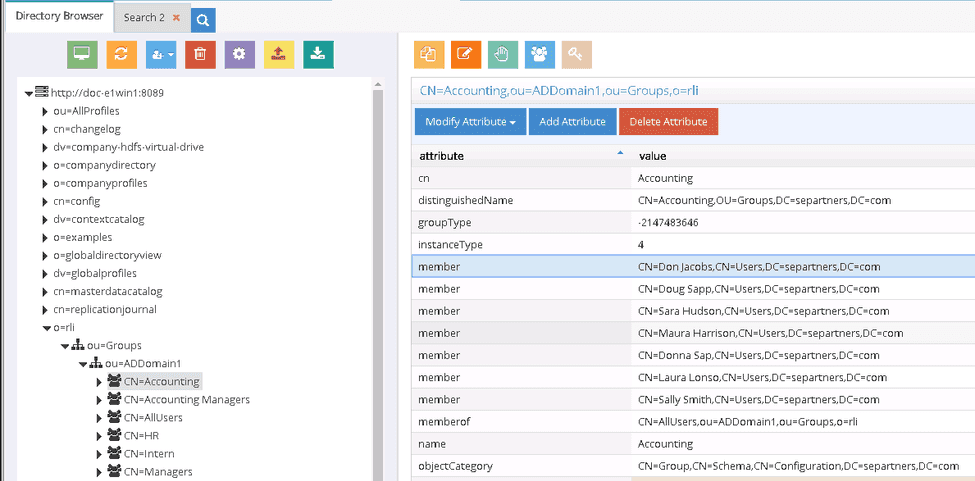 Directory Browser
Search 2 ×
http://doc-e1win1:8089
ou=AllProfiles
cn=changelog
dv=company-hdfs-virtual-drive
o=companydirectory
o=companyprofiles
cn=config
dv=contextcatalog
o=examples
o=globaldirectoryview
dv=globalprofiles
cn=masterdatacatalog
cn=replicationjournal
o=rli
ou=Groups
ou=ADDomain1
CN=Accounting
CN=Accounting Managers
CN=AllUsers
CN=HR
CN=Intern
CN=Managers
CN=Accounting,ou=ADDomain1,ou=Groups,o=rli
Modify Attribute Add Attribute Delete Attribute
attribute value
cn Accounting
distinguishedName CN=Accounting,OU=Groups,DC=separtners,DC=com
groupType -2147483646
instanceType 4
member CN=Don Jacobs,CN=Users,DC=separtners,DC=com
member CN=Doug Sapp,CN=Users,DC=separtners,DC=com
member CN=Sara Hudson,CN=Users,DC=separtners,DC=com
member CN=Maura Harrison,CN=Users,DC=separtners,DC=com
member CN=Donna Sap,CN=Users,DC=separtners,DC=com
member CN=Laura Lonso,CN=Users,DC=separtners,DC=com
member CN=Sally Smith,CN=Users,DC=separtners,DC=com
memberof CN=AllUsers,ou=ADDomain1,ou=Groups,o=rli
name Accounting
objectCategory CN=Group,CN=Schema,CN=Configuration,DC=separtners,DC=com